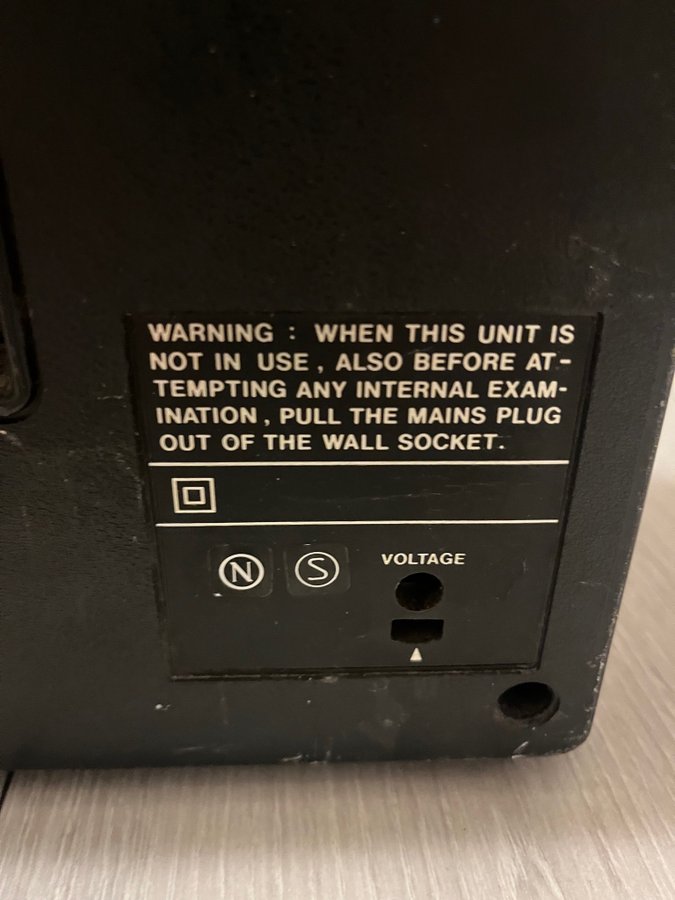 WARNING : WHEN THIS UNIT IS
NOT IN USE, ALSO BEFORE AT-
TEMPTING ANY INTERNAL EXAM-
INATION, PULL THE MAINS PLUG
OUT OF THE WALL SOCKET.
N S VOLTAGE